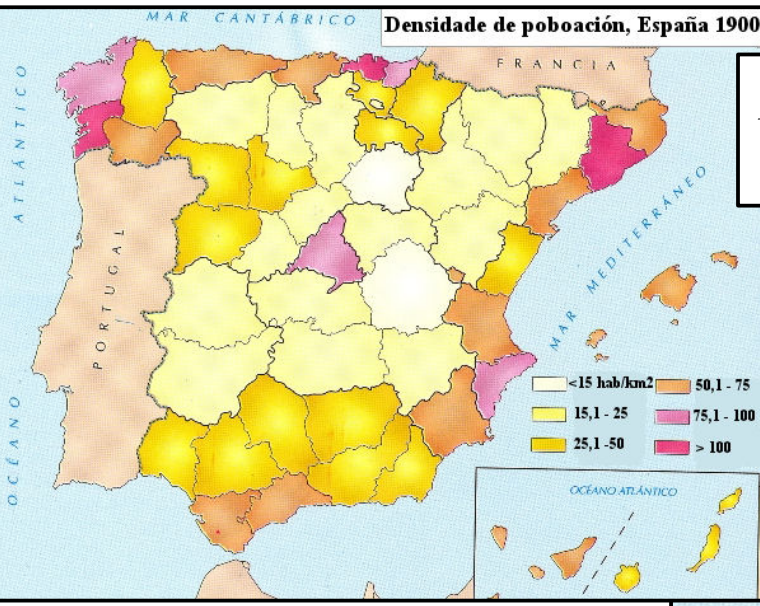 MAR CANTÁBRICO
Densidade de poboación, España 1900
FRANCIA
OCÉANO ATLÁNTICO
PORTUGAL
MAR MEDITERRÁNEO
<15 hab/km2
15,1 - 25
25,1 -50
50,1 - 75
75,1 - 100
> 100
OCÉANO ATLÁNTICO